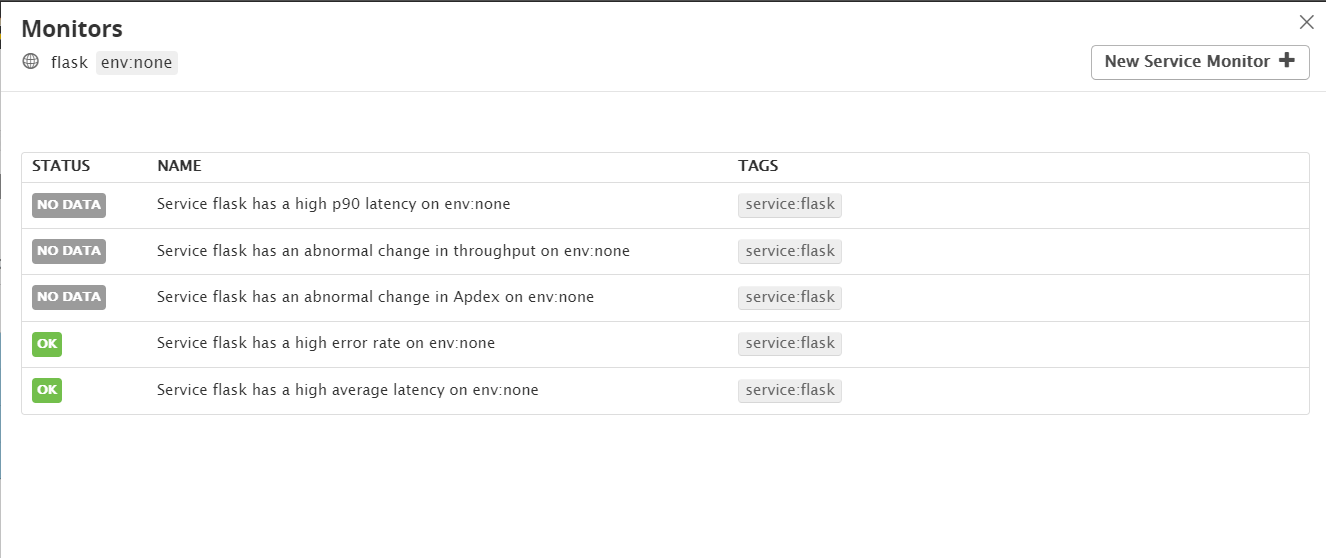 Monitors
flask env:none
New Service Monitor
STATUS NAME TAGS
NO DATA Service flask has a high p90 latency on env:none service:flask
NO DATA Service flask has an abnormal change in throughput on env:none service:flask
NO DATA Service flask has an abnormal change in Apdex on env:none service:flask
OK Service flask has a high error rate on env:none service:flask
OK Service flask has a high average latency on env:none service:flask